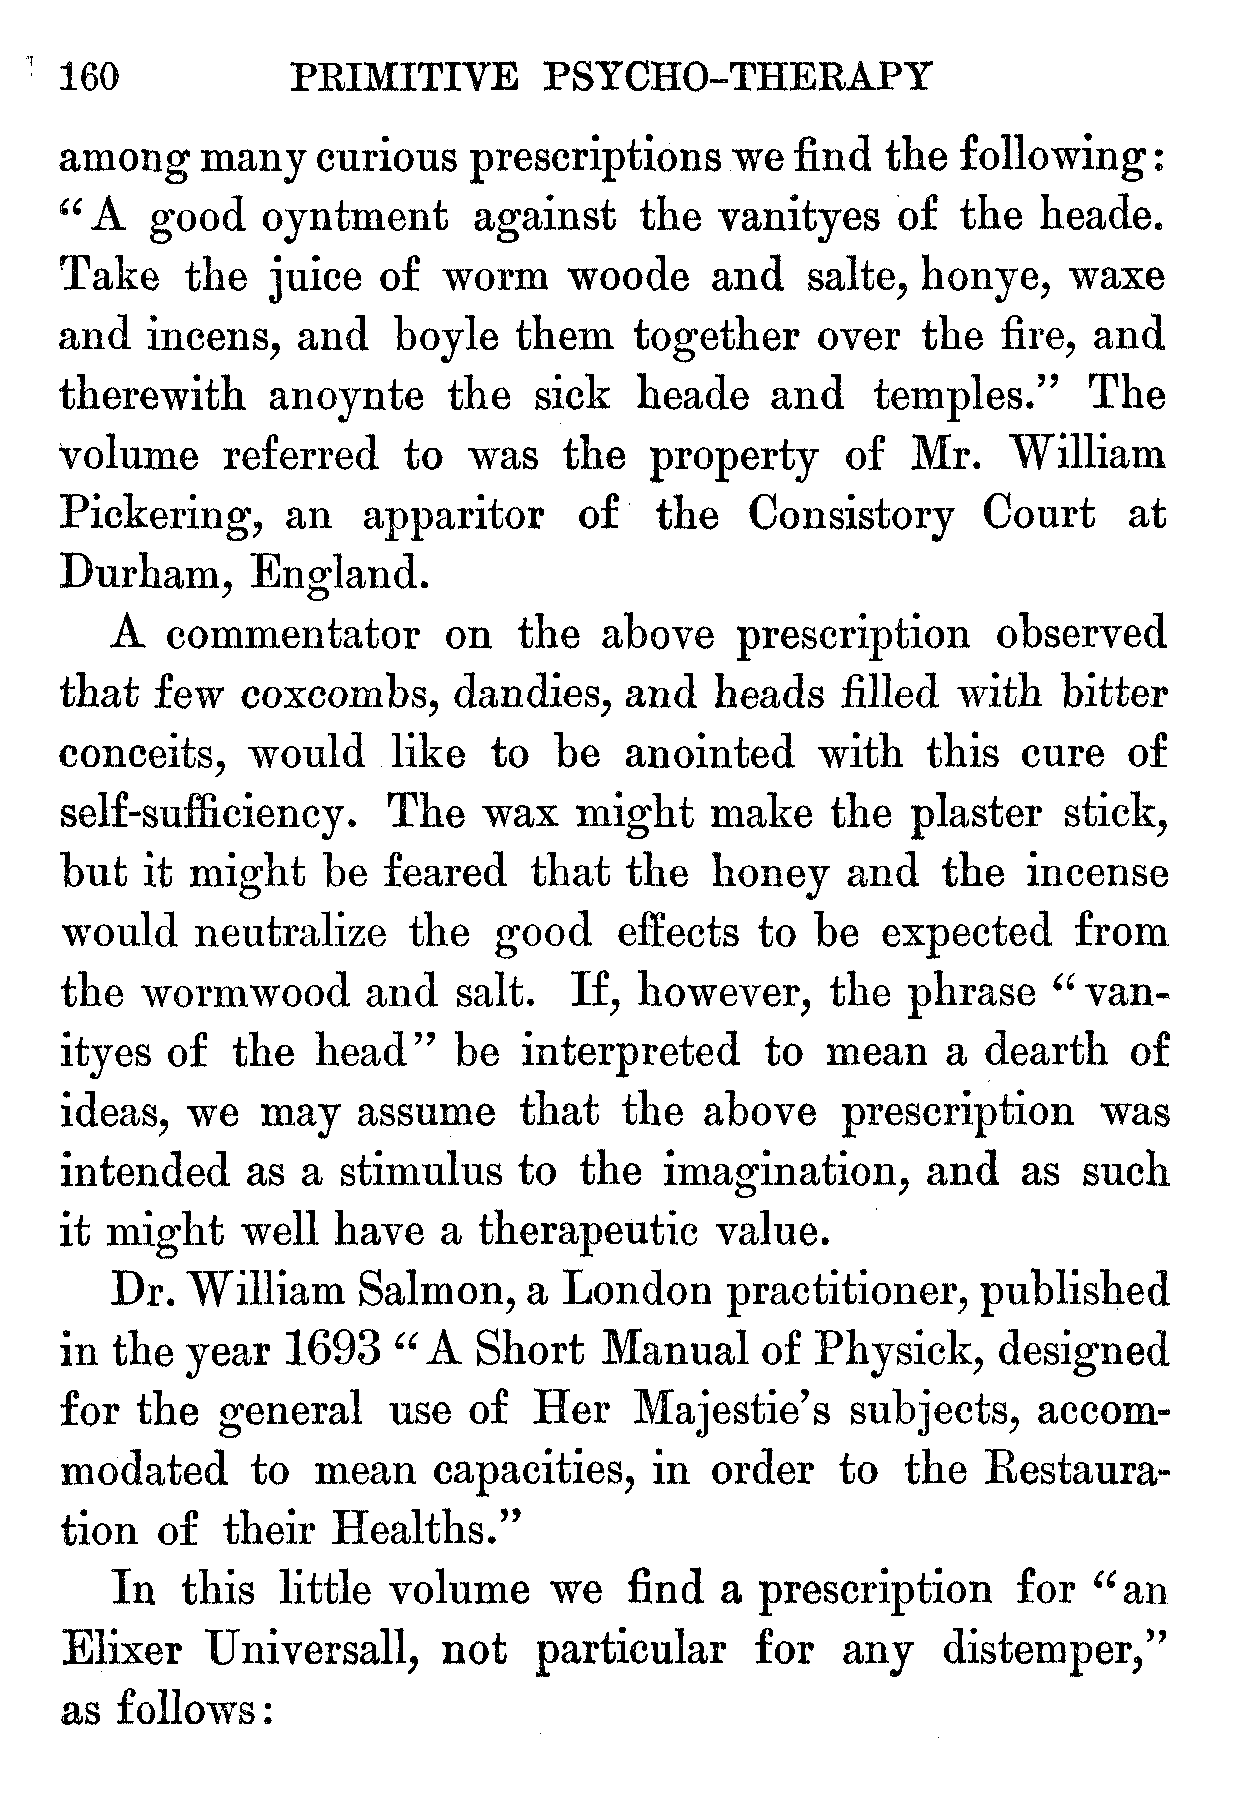 160 PRIMITIVE PSYCHO-THERAPY
among many curious prescriptions we find the following:
“A good oyntment against the vanityes of the heade.
Take the juice of worm woode and salte, honye, waxe
and incens, and boyle them together over the fire, and
therewith anoynte the sick heade and temples.” The
volume referred to was the property of Mr. William
Pickering, an apparitor of the Consistory Court at
Durham, England.
A commentator on the above prescription observed
that few coxcombs, dandies, and heads filled with bitter
conceits, would like to be anointed with this cure of
self-sufficiency. The wax might make the plaster stick,
but it might be feared that the honey and the incense
would neutralize the good effects to be expected from
the wormwood and salt. If, however, the phrase “van-
ityes of the head” be interpreted to mean a dearth of
ideas, we may assume that the above prescription was
intended as a stimulus to the imagination, and as such
it might well have a therapeutic value.
Dr. William Salmon, a London practitioner, published
in the year 1693 “A Short Manual of Physick, designed
for the general use of Her Majestie’s subjects, accom-
modated to mean capacities, in order to the Restaura-
tion of their Healths.”
In this little volume we find a prescription for “an
Elixer Universall, not particular for any distemper,”
as follows: